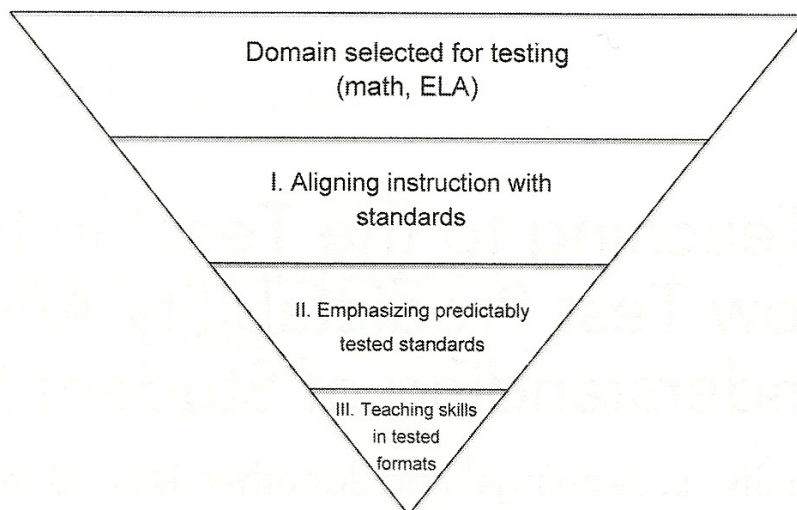 Domain selected for testing
(math, ELA)
I. Aligning instruction with
standards
II. Emphasizing predictably
tested standards
III. Teaching skills
in tested
formats